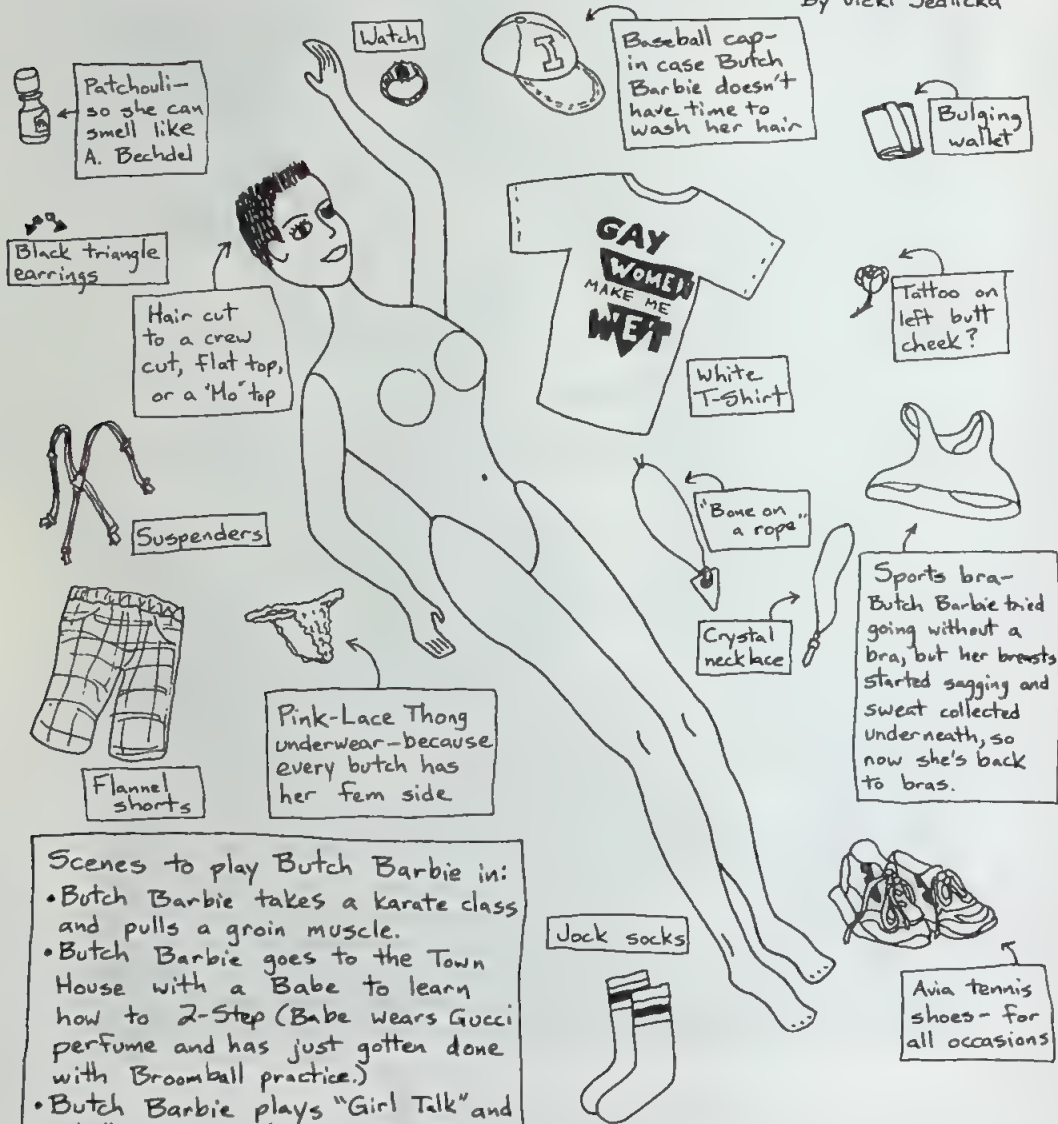 By Vicki Jedlicka
Watch
Patchouli—
so she can
smell like
A. Bechdel
Baseball cap—
in case Butch
Barbie doesn't
have time to
wash her hair
I
Bulging
wallet
Black triangle
earrings
Hair cut
to a crew
cut, flat top,
or a "Mo" top
GAY
WOMEN
MAKE ME
WET
White
T-Shirt
Tattoo on
left butt
cheek?
Suspenders
"Bone on
a rope"
Crystal
necklace
Sports bra—
Butch Barbie tried
going without a
bra, but her breasts
started sagging and
sweat collected
underneath, so
now she's back
to bras.
Flannel
shorts
Pink-Lace Thong
underwear—because
every butch has
her fem side
Scenes to play Butch Barbie in:
• Butch Barbie takes a karate class
and pulls a groin muscle.
• Butch Barbie goes to the Town
House with a Babe to learn
how to 2-Step (Babe wears Gucci
perfume and has just gotten done
with Broomball practice.)
• Butch Barbie plays "Girl Talk" and
Jock socks
Avia tennis
shoes— for
all occasions